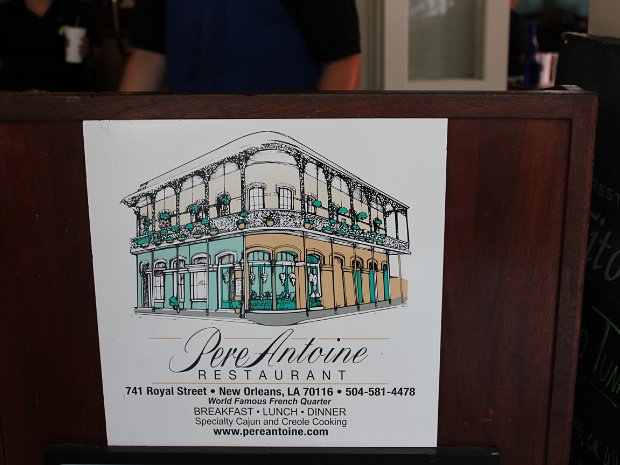 Pere Antoine
RESTAURANT
741 Royal Street • New Orleans, LA 70116 • 504-581-4478
World Famous French Quarter
BREAKFAST • LUNCH • DINNER
Specialty Cajun and Creole Cooking
www.pereantoine.com